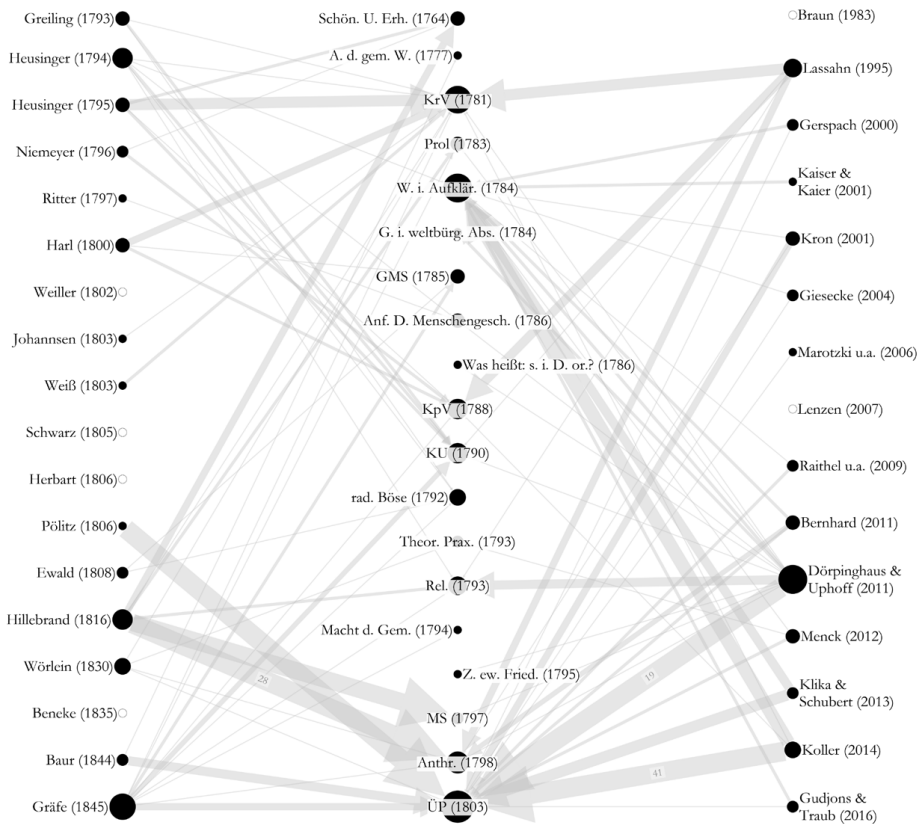 Greiling (1793)
Heusinger (1794)
Heusinger (1795)
Niemeyer (1796)
Ritter (1797)
Harl (1800)
Weiller (1802)
Johannsen (1803)
Weiß (1803)
Schwarz (1805)
Herbart (1806)
Pölitz (1806)
Ewald (1808)
Hillebrand (1816)
Wörlein (1830)
Beneke (1835)
Baur (1844)
Gräfe (1845)
28
Schön. U. Erh. (1764)
A. d. gem. W. (1777)
KrV (1781)
Prol (1783)
W. i. Aufklär. (1784)
G. i. weltbürg. Abs. (1784)
GMS (1785)
Anf. D. Menschengesch. (1786)
Was heißt: s. i. D. or.? (1786)
KpV (1788)
KU (1790)
rad. Böse (1792)
Theor. Prax. (1793)
Rel. (1793)
Macht d. Gem. (1794)
Z. ew. Fried. (1795)
MS (1797)
Anthr. (1798)
ÜP (1803)
19
41
Braun (1983)
Lassahn (1995)
Gerspach (2000)
Kaiser &
Kaier (2001)
Kron (2001)
Giesecke (2004)
Marotzki u.a. (2006)
Lenzen (2007)
Raithel u.a. (2009)
Bernhard (2011)
Dörpinghaus &
Uphoff (2011)
Menck (2012)
Klika &
Schubert (2013)
Koller (2014)
Gudjons &
Traub (2016)